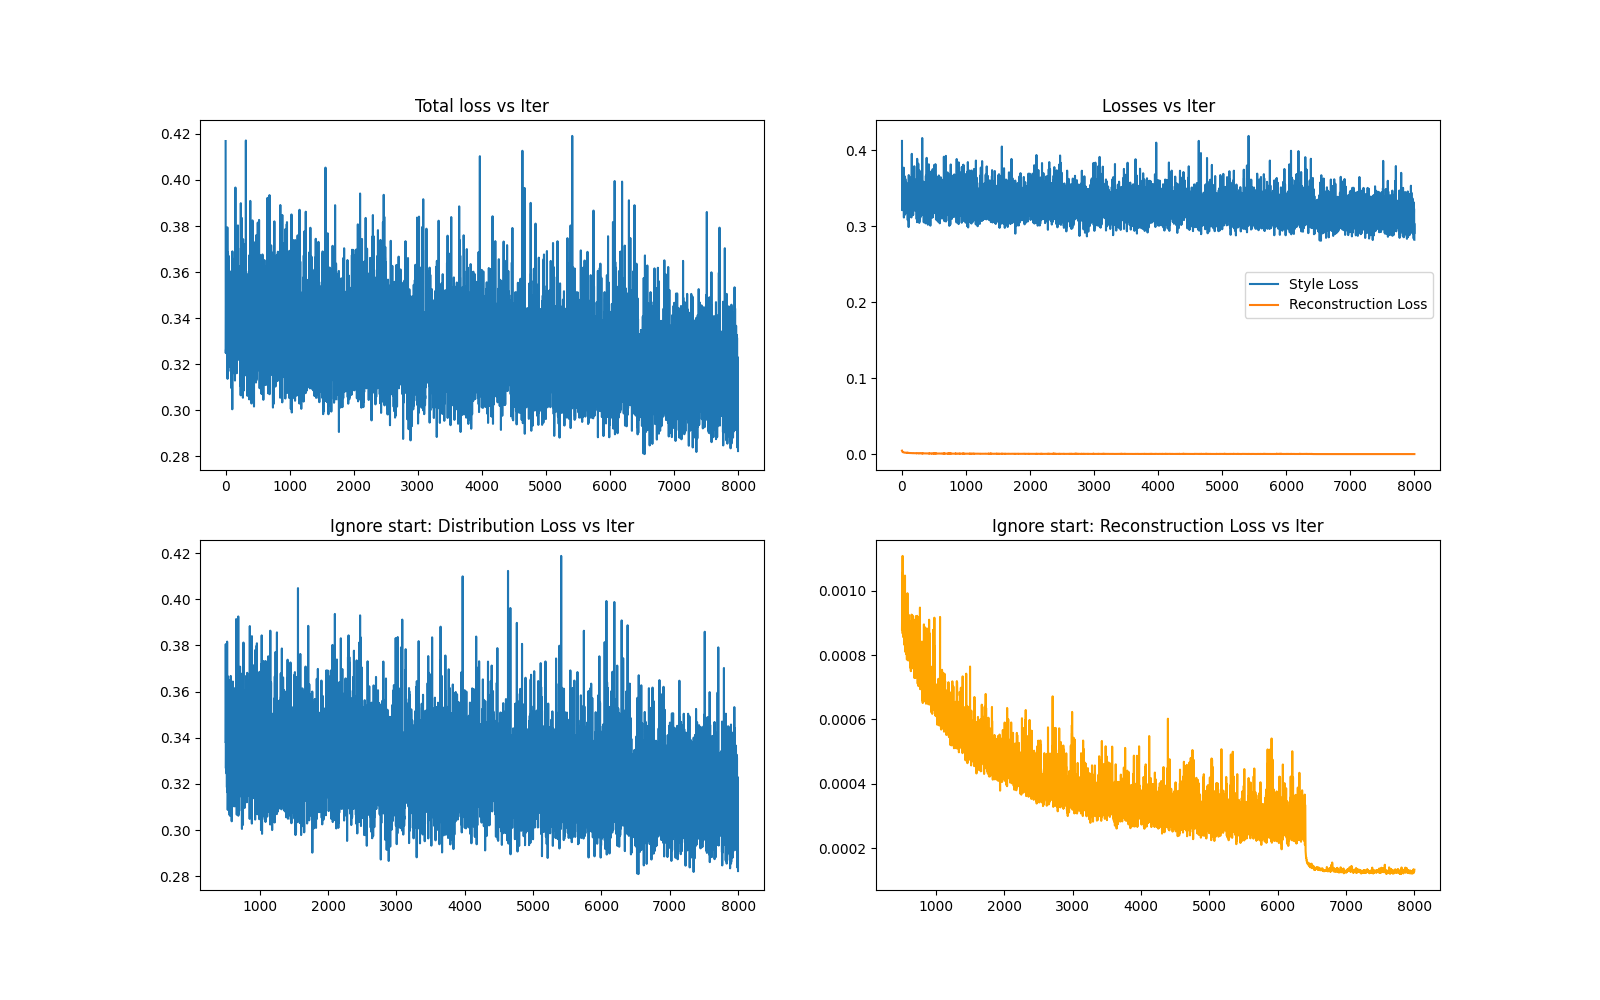 Total loss vs Iter
0.42
0.40
0.38
0.36
0.34
0.32
0.30
0.28
0 1000 2000 3000 4000 5000 6000 7000 8000
Losses vs Iter
0.4
0.3
0.2
0.1
0.0
Style Loss
Reconstruction Loss
0 1000 2000 3000 4000 5000 6000 7000 8000
Ignore start: Distribution Loss vs Iter
0.42
0.40
0.38
0.36
0.34
0.32
0.30
0.28
1000 2000 3000 4000 5000 6000 7000 8000
Ignore start: Reconstruction Loss vs Iter
0.0010
0.0008
0.0006
0.0004
0.0002
1000 2000 3000 4000 5000 6000 7000 8000